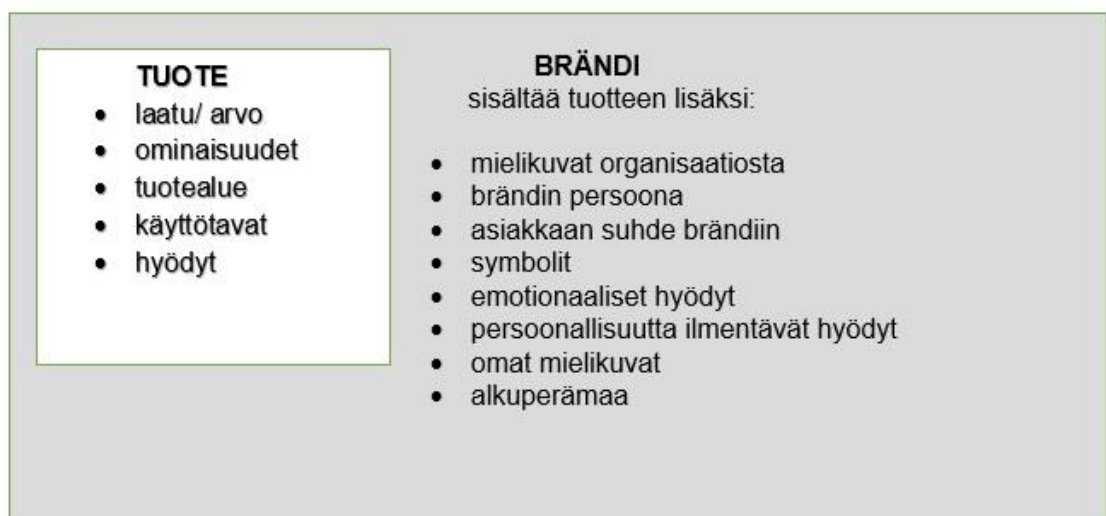 TUOTE
• laatu/ arvo
• ominaisuudet
• tuotealue
• käyttötavat
• hyödyt
BRÄNDI
sisältää tuotteen lisäksi:
• mielikuvat organisaatiosta
• brändin persoona
• asiakkaan suhde brändiin
• symbolit
• emotionaaliset hyödyt
• persoonallisuutta ilmentävät hyödyt
• omat mielikuvat
• alkuperämaa